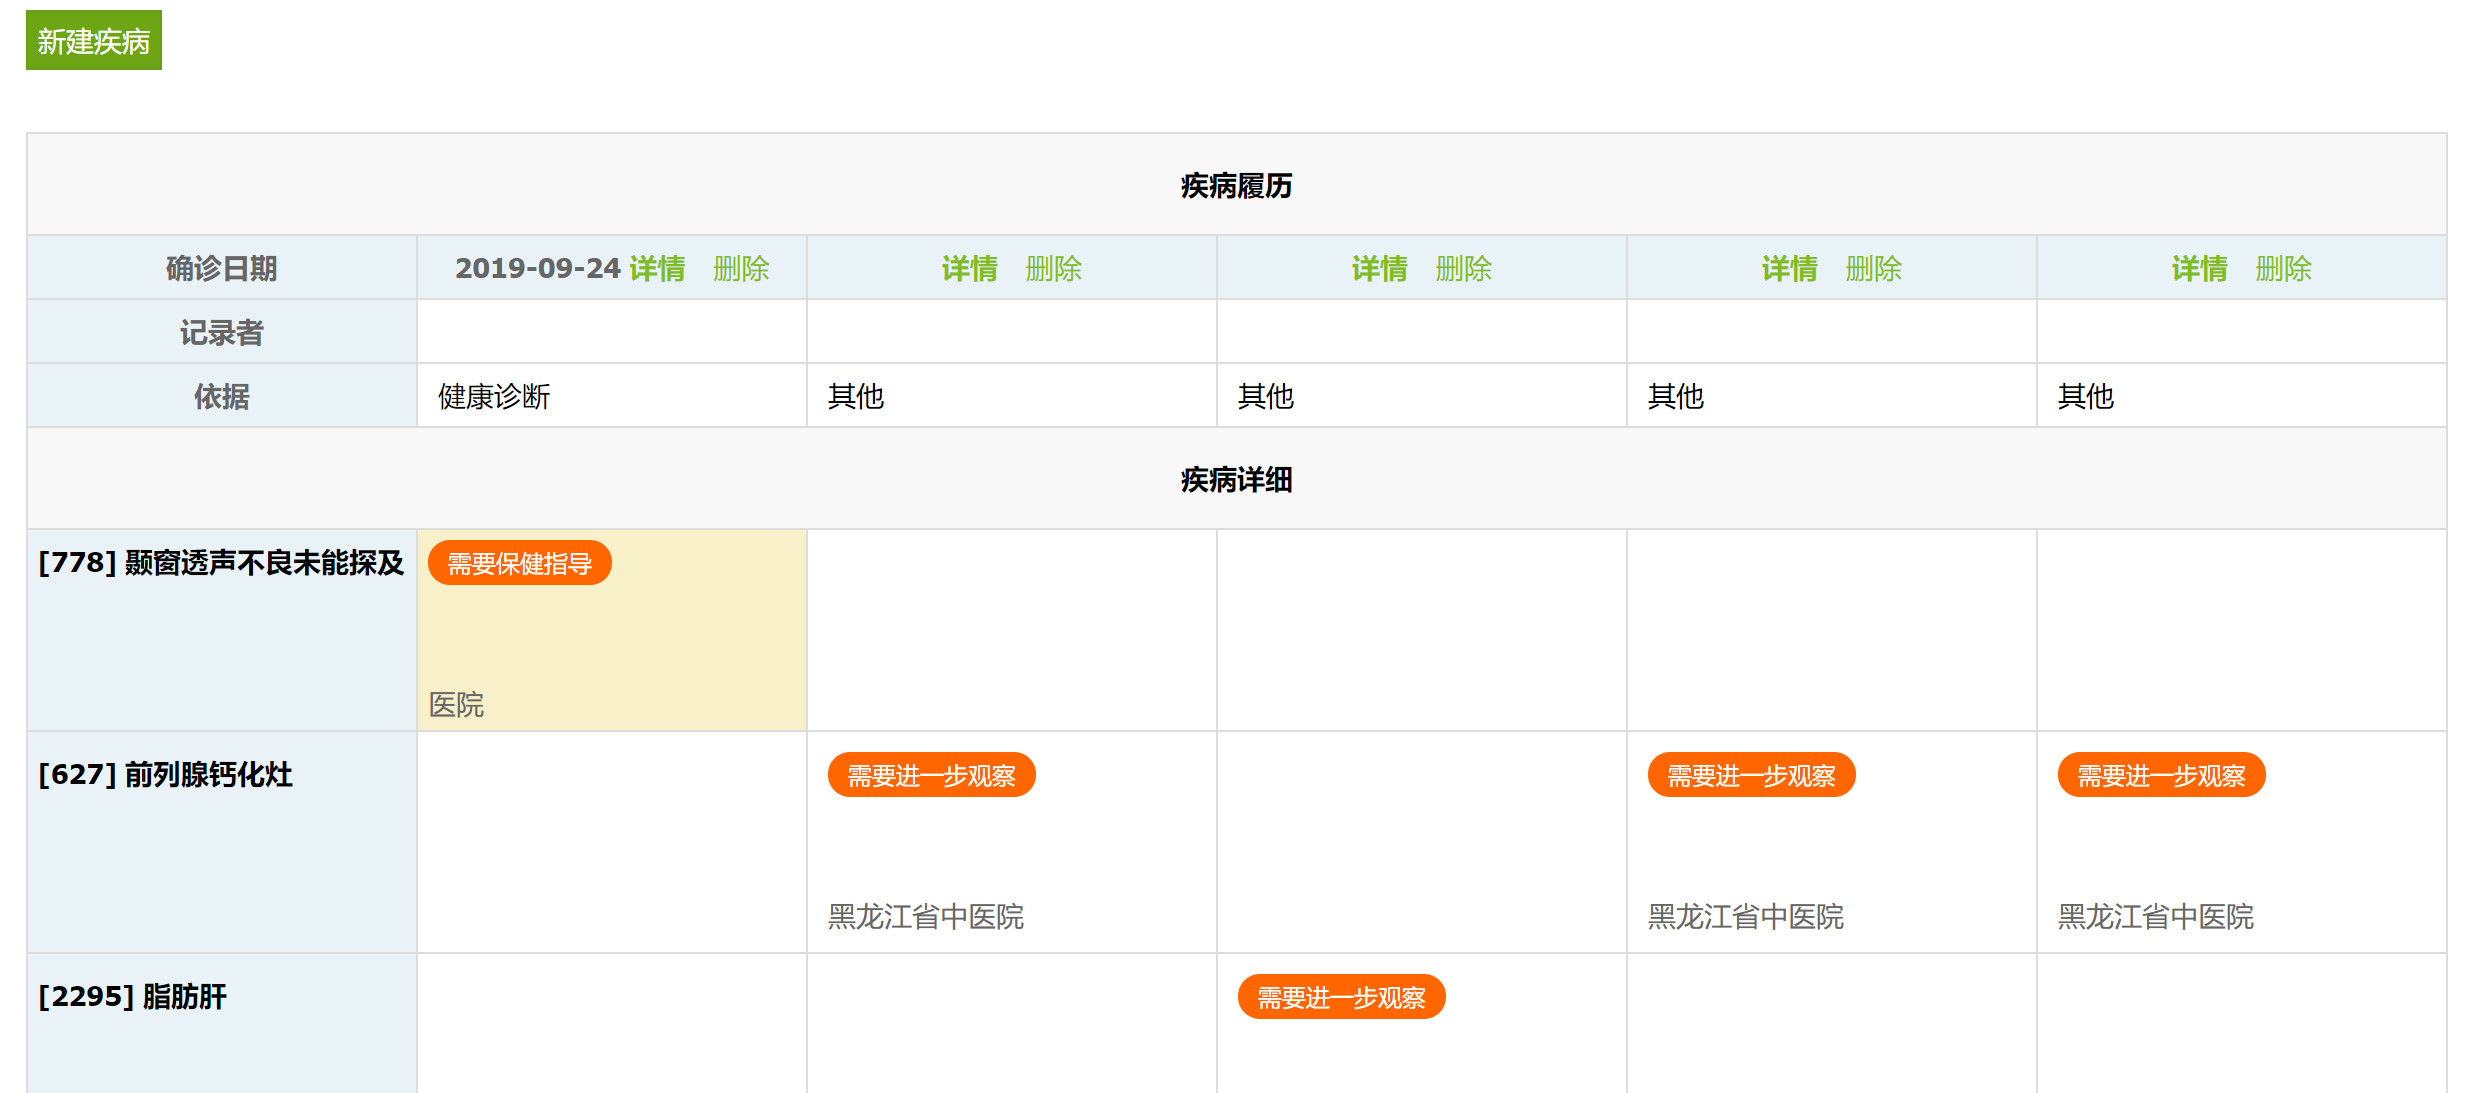 新建疾病
疾病履历
确诊日期 2019-09-24 详情 删除 详情 删除 详情 删除 详情 删除 详情 删除
记录者
依据 健康诊断 其他 其他 其他 其他
疾病详细
[778] 颞窗透声不良未能探及 需要保健指导
医院
[627] 前列腺钙化灶 需要进一步观察 需要进一步观察 需要进一步观察
黑龙江省中医院 黑龙江省中医院 黑龙江省中医院
[2295] 脂肪肝 需要进一步观察